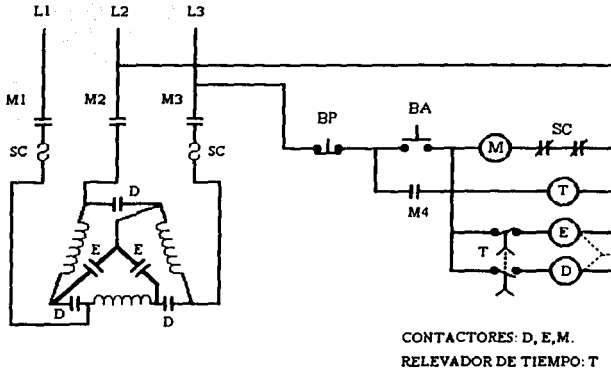 L1 L2 L3
M1 M2 M3
BP BA
SC SC M SC
D
M4 T
E E T E
D D D
CONTACTORES: D, E,M.
RELEVADOR DE TIEMPO: T